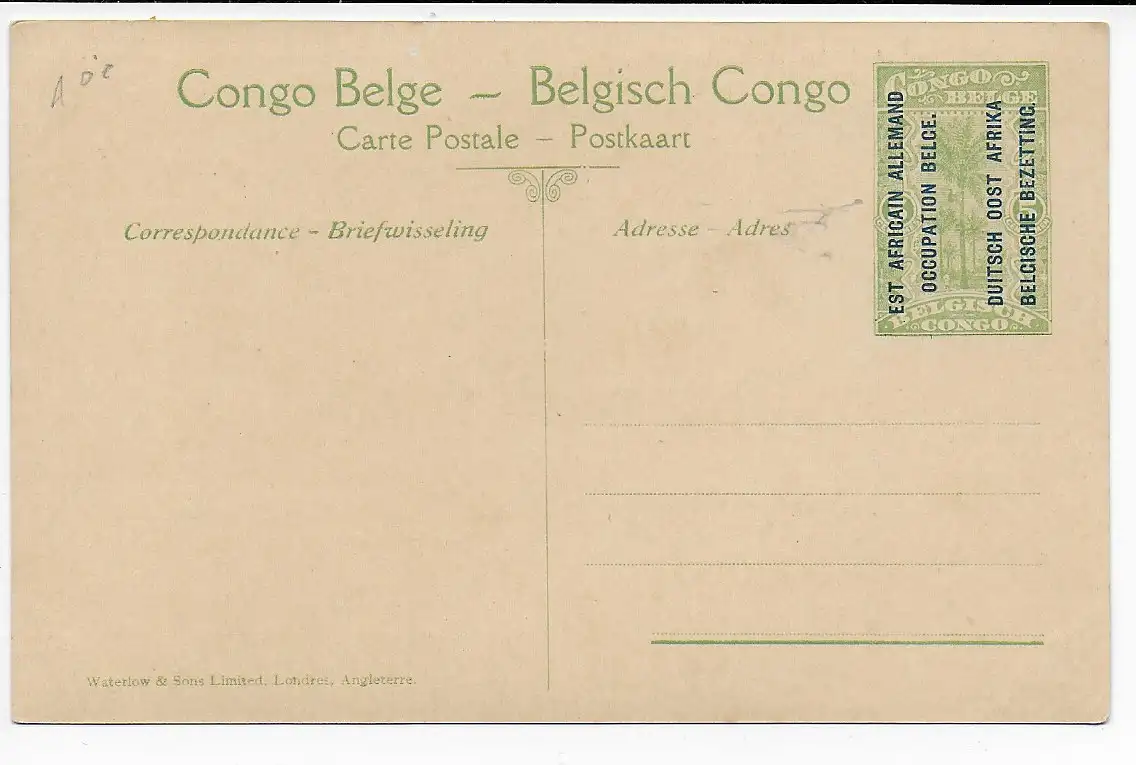 Congo Belge – Belgisch Congo
Carte Postale – Postkaart
Correspondance - Briefwisseling
Adresse - Adres
CONGO
BELGE
EST AFRICAIN ALLEMAND
OCCUPATION BELGE.
DUITSCH OOST AFRIKA
BELGISCHE BEZETTING.
BELGISCH
CONGO
Waterlow & Sons Limited, Londres, Angleterre.